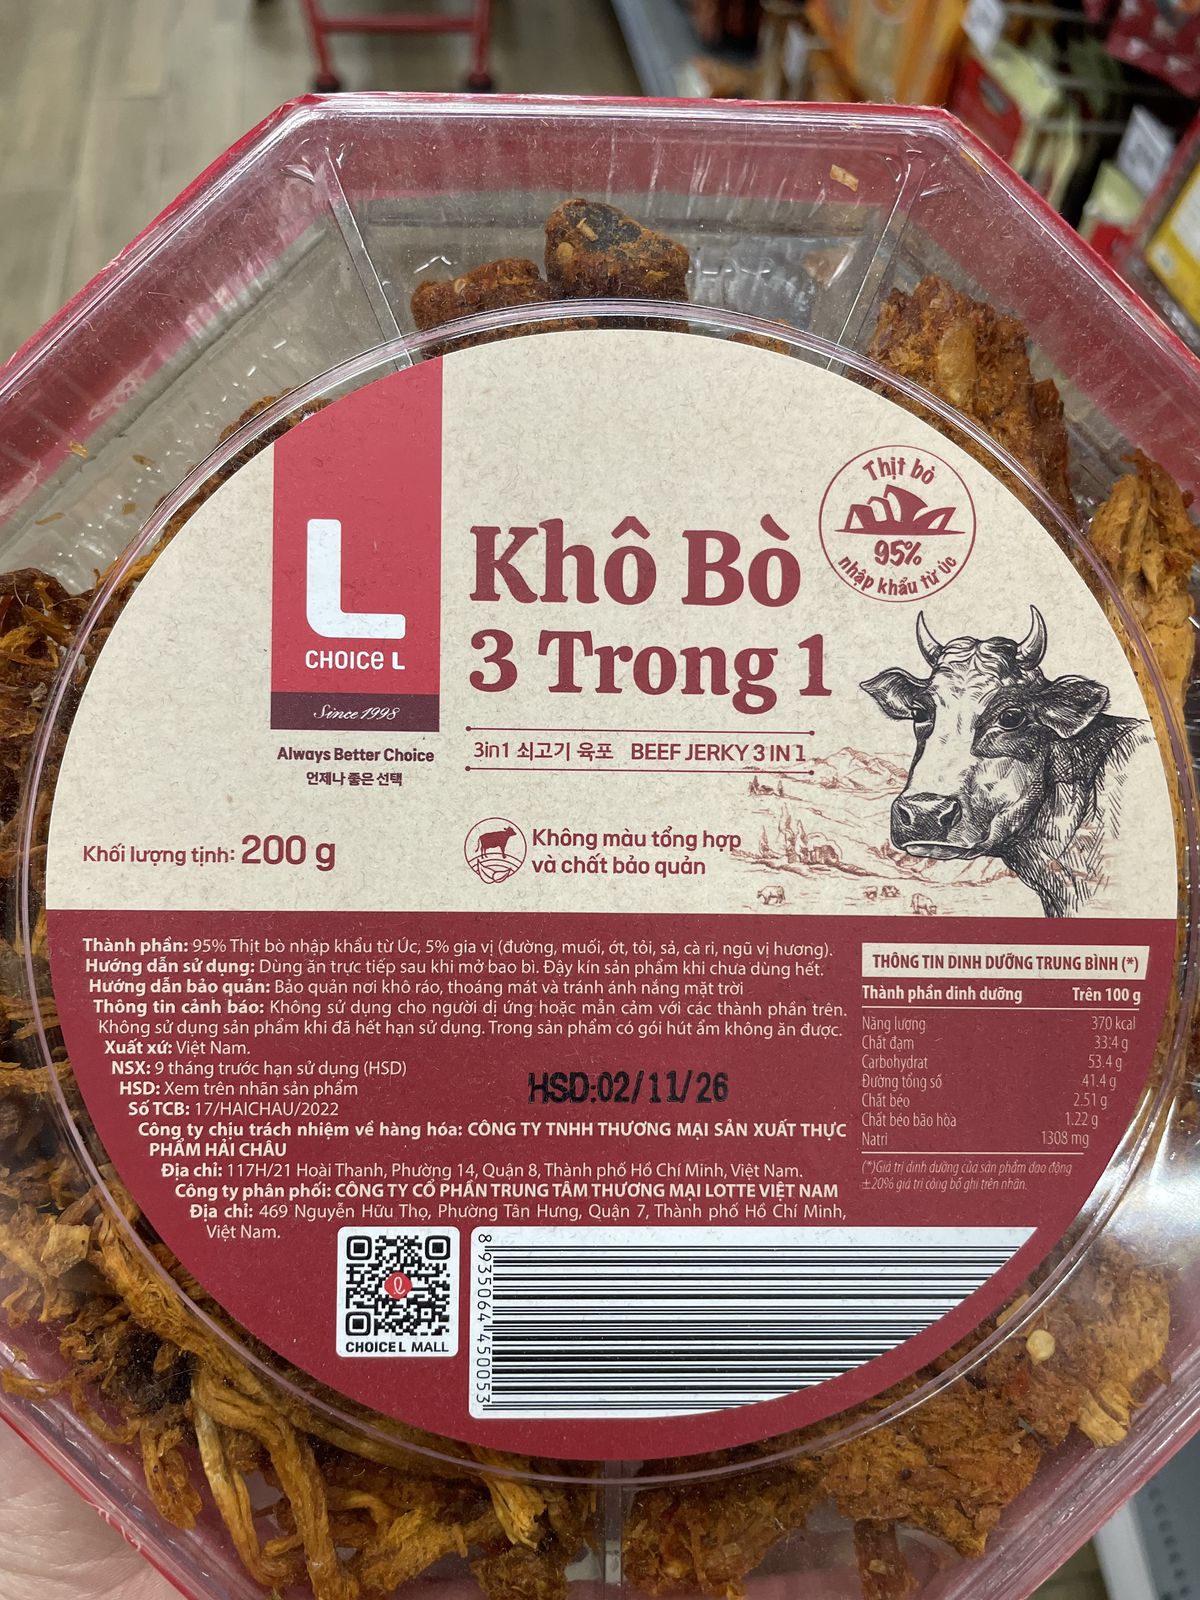 Thịt bò
95%
nhập khẩu từ Úc
L
CHOICE L
Since 1998
Always Better Choice
언제나 좋은 선택
Khô Bò
3 Trong 1
3in1 쇠고기 육포 BEEF JERKY 3 IN 1
Khối lượng tịnh: 200 g
Không màu tổng hợp
và chất bảo quản
Thành phần: 95% Thịt bò nhập khẩu từ Úc, 5% gia vị (đường, muối, ớt, tỏi, sả, cà ri, ngũ vị hương).
Hướng dẫn sử dụng: Dùng ăn trực tiếp sau khi mở bao bì. Đậy kín sản phẩm khi chưa dùng hết.
Hướng dẫn bảo quản: Bảo quản nơi khô ráo, thoáng mát và tránh ánh nắng mặt trời
Thông tin cảnh báo: Không sử dụng cho người dị ứng hoặc mẫn cảm với các thành phần trên.
Không sử dụng sản phẩm khi đã hết hạn sử dụng. Trong sản phẩm có gói hút ẩm không ăn được.
Xuất xứ: Việt Nam.
NSX: 9 tháng trước hạn sử dụng (HSD)
HSD: Xem trên nhãn sản phẩm
HSD:02/11/26
Số TCB: 17/HAICHAU/2022
Công ty chịu trách nhiệm về hàng hóa: CÔNG TY TNHH THƯƠNG MẠI SẢN XUẤT THỰC
PHẨM HẢI CHÂU
Địa chỉ: 117H/21 Hoài Thanh, Phường 14, Quận 8, Thành phố Hồ Chí Minh, Việt Nam.
Công ty phân phối: CÔNG TY CỔ PHẦN TRUNG TÂM THƯƠNG MẠI LOTTE VIỆT NAM
Địa chỉ: 469 Nguyễn Hữu Thọ, Phường Tân Hưng, Quận 7, Thành phố Hồ Chí Minh,
Việt Nam.
THÔNG TIN DINH DƯỠNG TRUNG BÌNH (*)
Thành phần dinh dưỡng Trên 100 g
Năng lượng 370 kcal
Chất đạm 33.4 g
Carbohydrat 53.4 g
Đường tổng số 41.4 g
Chất béo 2.51 g
Chất béo bão hòa 1.22 g
Natri 1308 mg
(*)Giá trị dinh dưỡng của sản phẩm dao động
±20% giá trị công bố ghi trên nhãn.
CHOICE L MALL
8 935064 450053